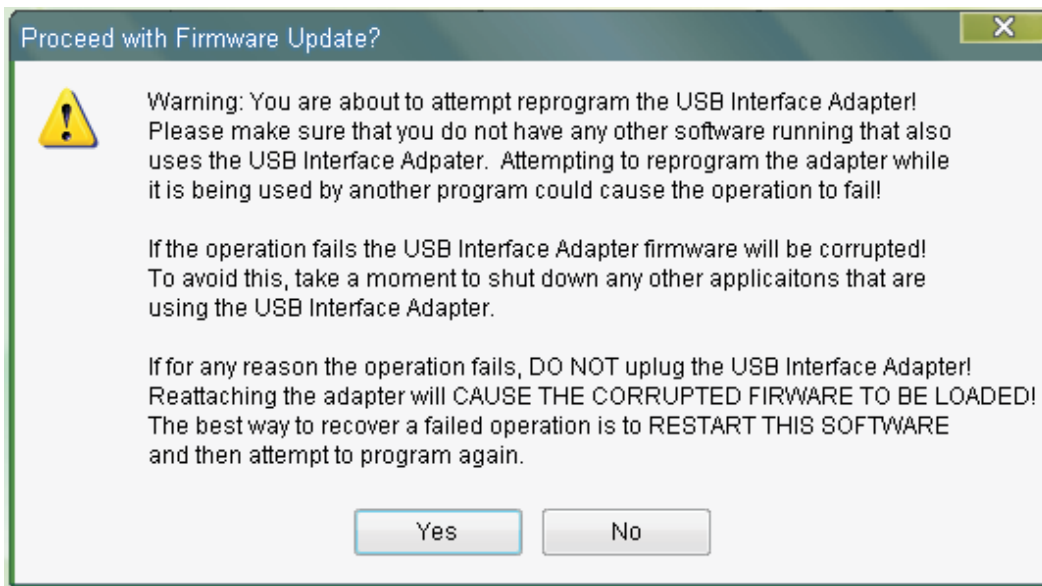 Proceed with Firmware Update?
Warning: You are about to attempt reprogram the USB Interface Adapter!
Please make sure that you do not have any other software running that also
uses the USB Interface Adpater.  Attempting to reprogram the adapter while
it is being used by another program could cause the operation to fail!
If the operation fails the USB Interface Adapter firmware will be corrupted!
To avoid this, take a moment to shut down any other applicaitons that are
using the USB Interface Adapter.
If for any reason the operation fails, DO NOT uplug the USB Interface Adapter!
Reattaching the adapter will CAUSE THE CORRUPTED FIRWARE TO BE LOADED!
The best way to recover a failed operation is to RESTART THIS SOFTWARE
and then attempt to program again.
Yes
No